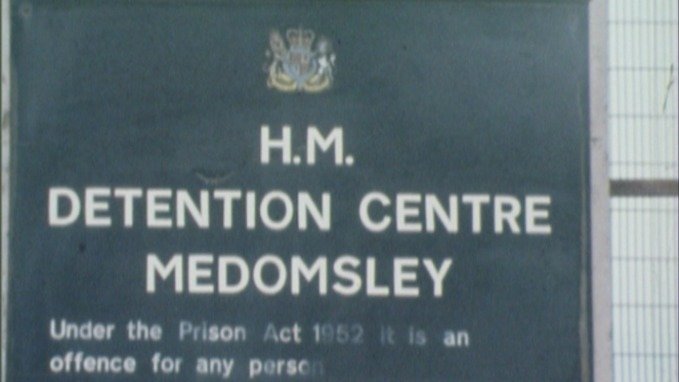 H.M.
DETENTION CENTRE
MEDOMSLEY
Under the Prison Act 1952 it is an
offence for any person